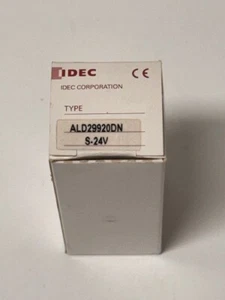 IDEC CE
IDEC CORPORATION
TYPE
ALD29920DN
S-24V